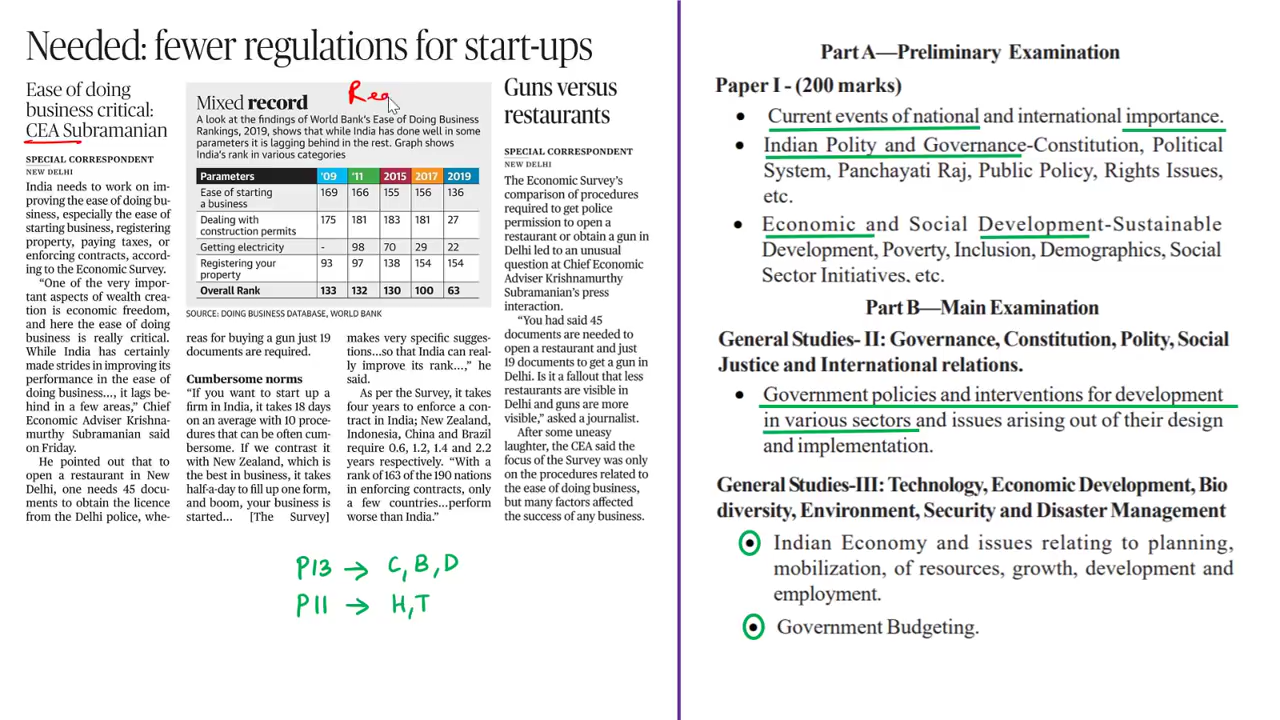 Needed: fewer regulations for start-ups
Ease of doing
business critical:
CEA Subramanian
SPECIAL CORRESPONDENT
NEW DELHI
India needs to work on im-
proving the ease of doing bu-
siness, especially the ease of
starting business, registering
property, paying taxes, or
enforcing contracts, accord-
ing to the Economic Survey.
“One of the very impor-
tant aspects of wealth crea-
tion is economic freedom,
and here the ease of doing
business is really critical.
While India has certainly
made strides in improving its
performance in the ease of
doing business..., it lags be-
hind in a few areas,” Chief
Economic Adviser Krishna-
murthy Subramanian said
on Friday.
He pointed out that to
open a restaurant in New
Delhi, one needs 45 docu-
ments to obtain the licence
from the Delhi police, whe-
Mixed record
Rea
A look at the findings of World Bank's Ease of Doing Business
Rankings, 2019, shows that while India has done well in some
parameters it is lagging behind in the rest. Graph shows
India's rank in various categories
Parameters '09 '11 2015 2017 2019
Ease of starting
a business 169 166 155 156 136
Dealing with
construction permits 175 181 183 181 27
Getting electricity - 98 70 29 22
Registering your
property 93 97 138 154 154
Overall Rank 133 132 130 100 63
SOURCE: DOING BUSINESS DATABASE, WORLD BANK
reas for buying a gun just 19
documents are required.
Cumbersome norms
“If you want to start up a
firm in India, it takes 18 days
on an average with 10 proce-
dures that can be often cum-
bersome. If we contrast it
with New Zealand, which is
the best in business, it takes
half-a-day to fill up one form,
and boom, your business is
started... [The Survey]
makes very specific sugges-
tions...so that India can real-
ly improve its rank...,” he
said.
As per the Survey, it takes
four years to enforce a con-
tract in India; New Zealand,
Indonesia, China and Brazil
require 0.6, 1.2, 1.4 and 2.2
years respectively. “With a
rank of 163 of the 190 nations
in enforcing contracts, only
a few countries...perform
worse than India.”
Guns versus
restaurants
SPECIAL CORRESPONDENT
NEW DELHI
The Economic Survey's
comparison of procedures
required to get police
permission to open a
restaurant or obtain a gun in
Delhi led to an unusual
question at Chief Economic
Adviser Krishnamurthy
Subramanian's press
interaction.
“You had said 45
documents are needed to
open a restaurant and just
19 documents to get a gun in
Delhi. Is it a fallout that less
restaurants are visible in
Delhi and guns are more
visible,” asked a journalist.
After some uneasy
laughter, the CEA said the
focus of the Survey was only
on the procedures related to
the ease of doing business,
but many factors affected
the success of any business.
P13 → C, B, D
P11 → H, T
Part A—Preliminary Examination
Paper I - (200 marks)
• Current events of national and international importance.
• Indian Polity and Governance-Constitution, Political
System, Panchayati Raj, Public Policy, Rights Issues,
etc.
• Economic and Social Development-Sustainable
Development, Poverty, Inclusion, Demographics, Social
Sector Initiatives, etc.
Part B—Main Examination
General Studies- II: Governance, Constitution, Polity, Social
Justice and International relations.
• Government policies and interventions for development
in various sectors and issues arising out of their design
and implementation.
General Studies-III: Technology, Economic Development, Bio
diversity, Environment, Security and Disaster Management
• Indian Economy and issues relating to planning,
mobilization, of resources, growth, development and
employment.
• Government Budgeting.